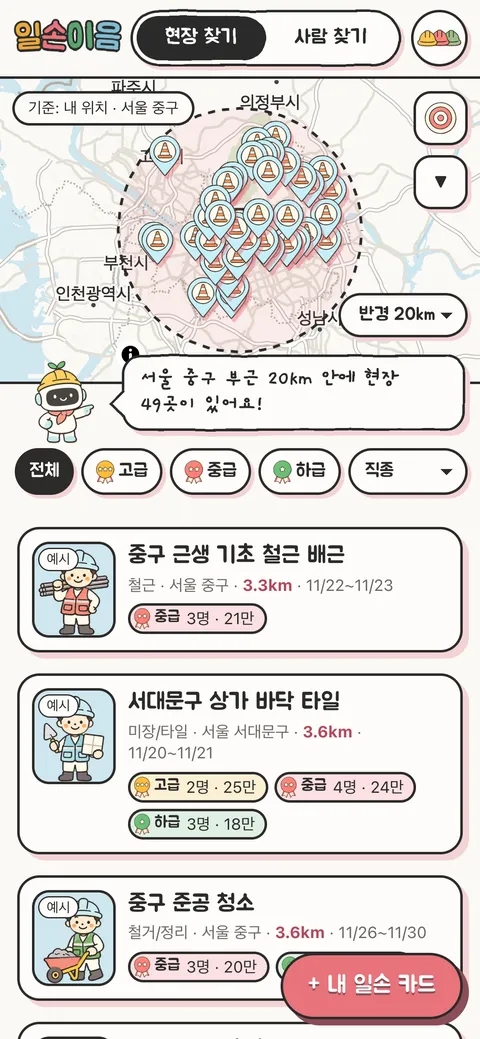 일손이음
현장 찾기
사람 찾기
파주시
기준: 내 위치 · 서울 중구
의정부시
부천시
인천광역시
성남시
반경 20km
서울 중구 부근 20km 안에 현장
49곳이 있어요!
전체
고급
중급
하급
직종
예시
중구 근생 기초 철근 배근
철근 · 서울 중구 · 3.3km · 11/22~11/23
중급 3명 · 21만
예시
서대문구 상가 바닥 타일
미장/타일 · 서울 서대문구 · 3.6km ·
11/20~11/21
고급 2명 · 25만
중급 4명 · 24만
하급 3명 · 18만
예시
중구 준공 청소
철거/정리 · 서울 중구 · 3.6km · 11/26~11/30
중급 3명 · 20만
+ 내 일손 카드